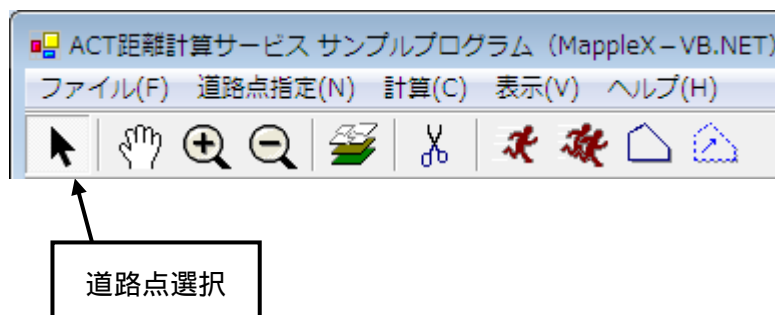 ACT距離計算サービス サンプルプログラム（MappleX－VB.NET）
ファイル(F) 道路点指定(N) 計算(C) 表示(V) ヘルプ(H)
道路点選択